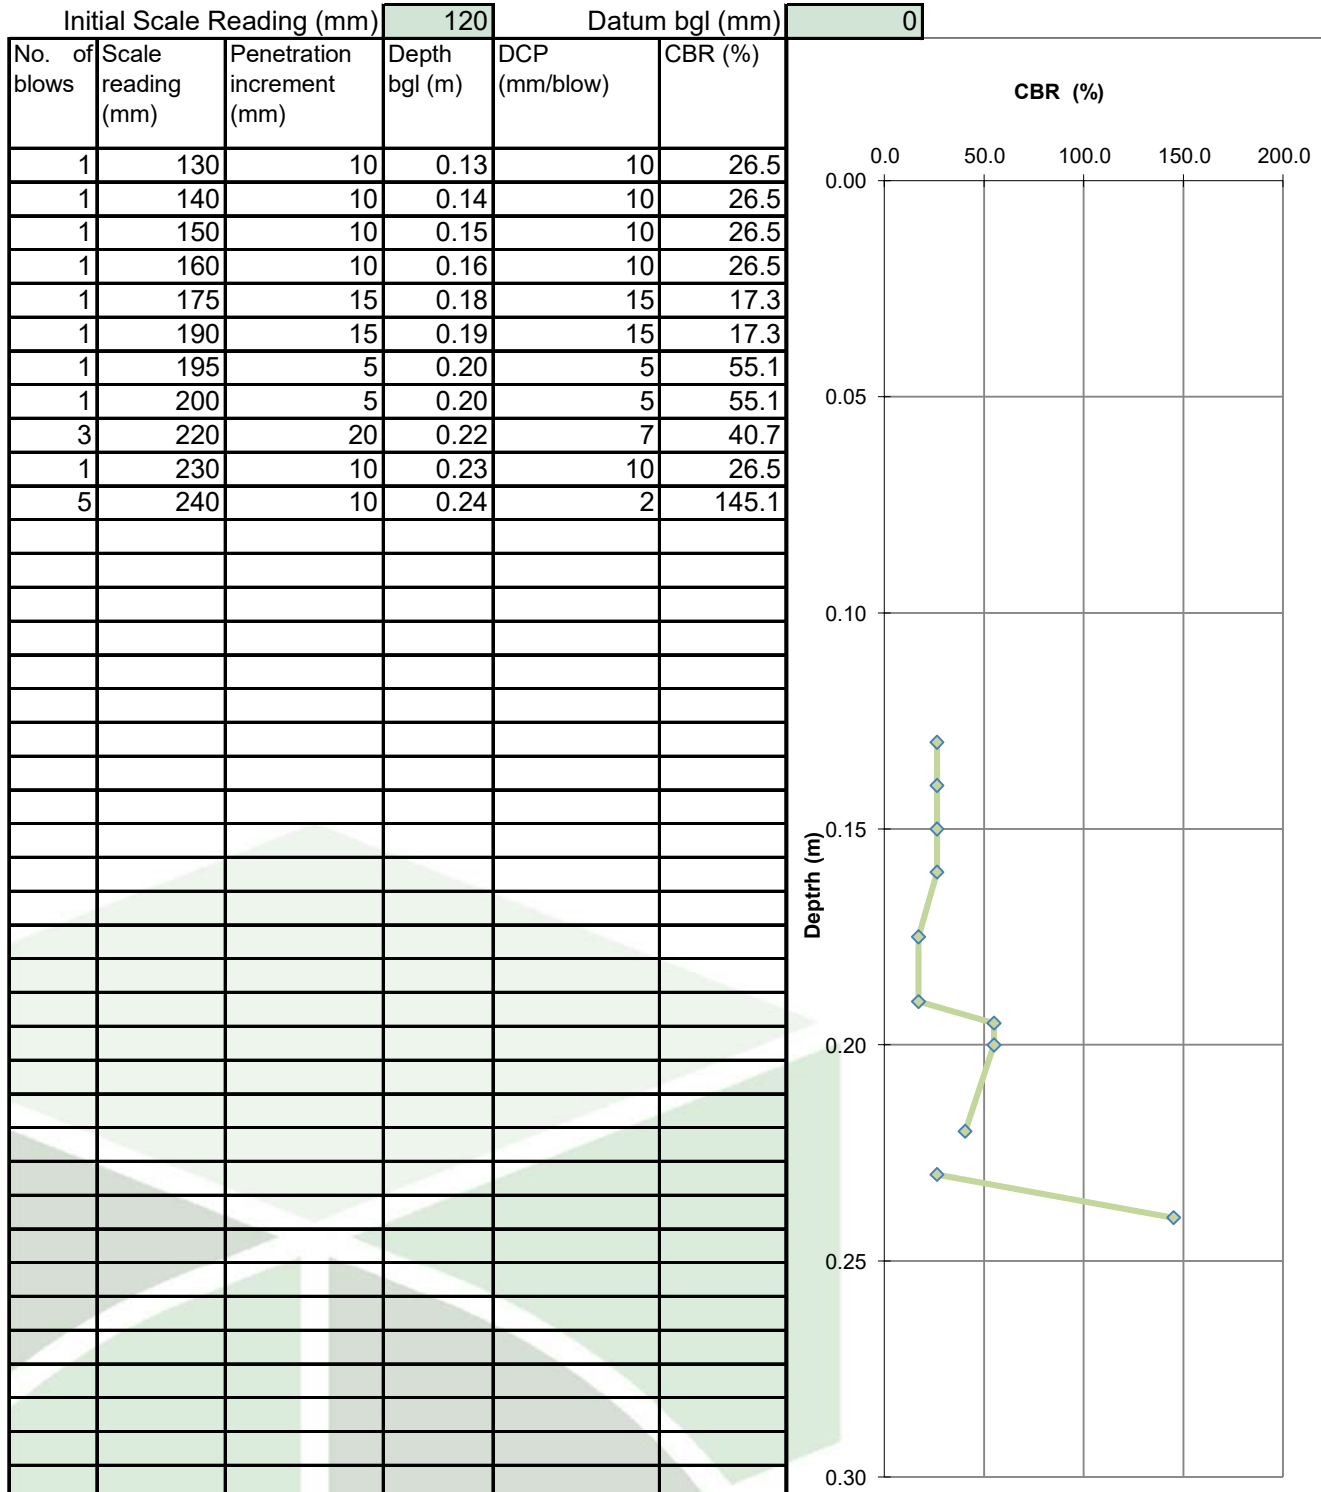 Initial Scale Reading (mm) 120 Datum bgl (mm) 0
No. of blows Scale reading (mm) Penetration increment (mm) Depth bgl (m) DCP (mm/blow) CBR (%)
1 130 10 0.13 10 26.5
1 140 10 0.14 10 26.5
1 150 10 0.15 10 26.5
1 160 10 0.16 10 26.5
1 175 15 0.18 15 17.3
1 190 15 0.19 15 17.3
1 195 5 0.20 5 55.1
1 200 5 0.20 5 55.1
3 220 20 0.22 7 40.7
1 230 10 0.23 10 26.5
5 240 10 0.24 2 145.1
CBR (%)
0.0 50.0 100.0 150.0 200.0
0.00
0.05
0.10
0.15
0.20
0.25
0.30
Deptrh (m)